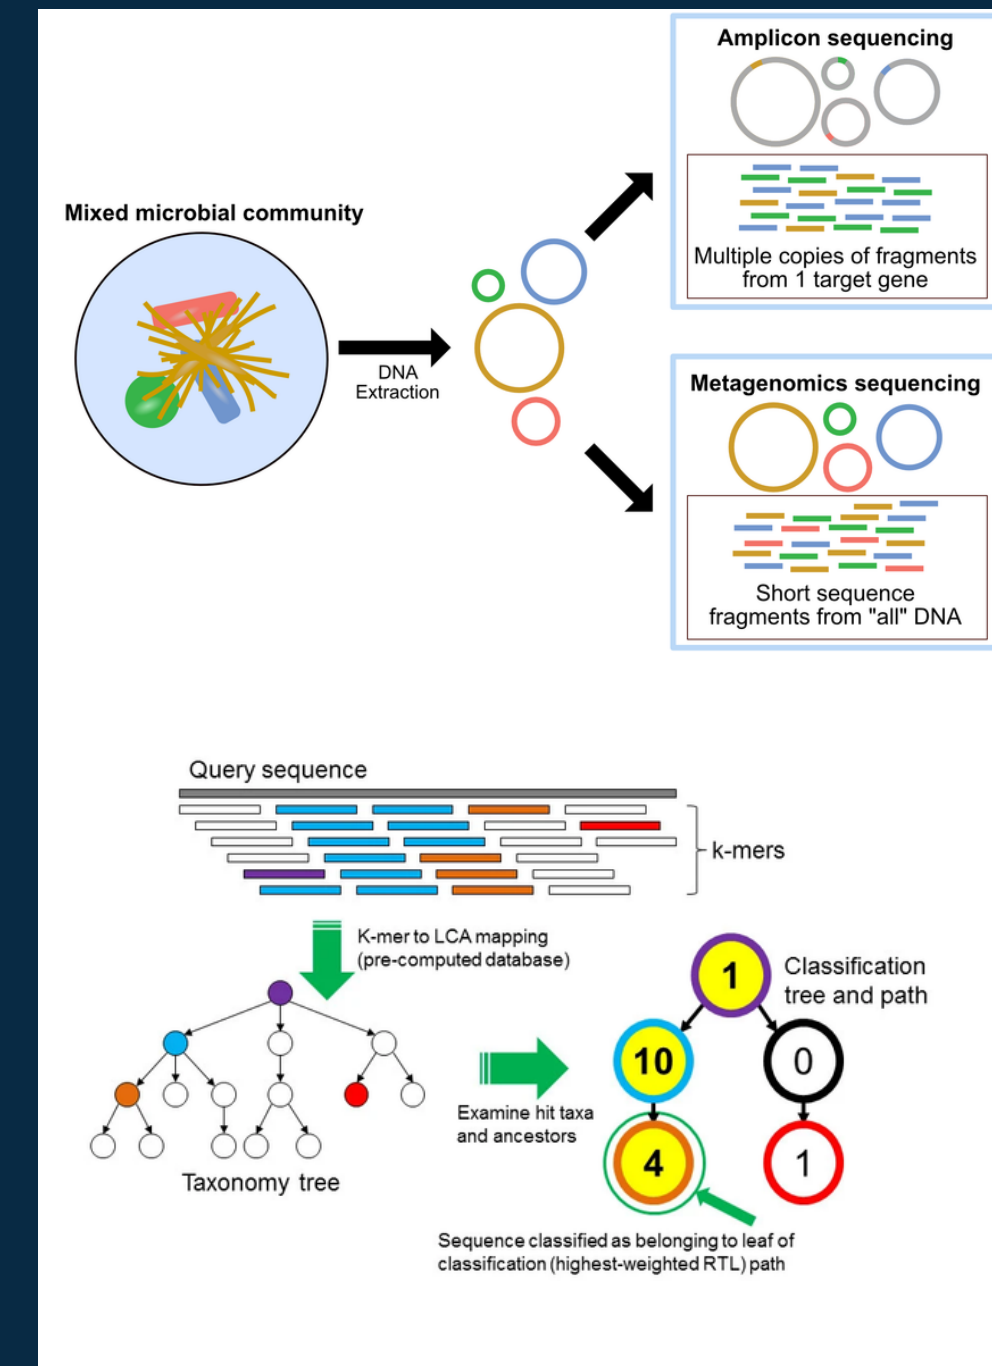 Amplicon sequencing
Multiple copies of fragments
from 1 target gene
Mixed microbial community
DNA
Extraction
Metagenomics sequencing
Short sequence
fragments from "all" DNA
Query sequence
k-mers
K-mer to LCA mapping
(pre-computed database)
Taxonomy tree
Examine hit taxa
and ancestors
Classification
tree and path
1
10
0
4
1
Sequence classified as belonging to leaf of
classification (highest-weighted RTL) path